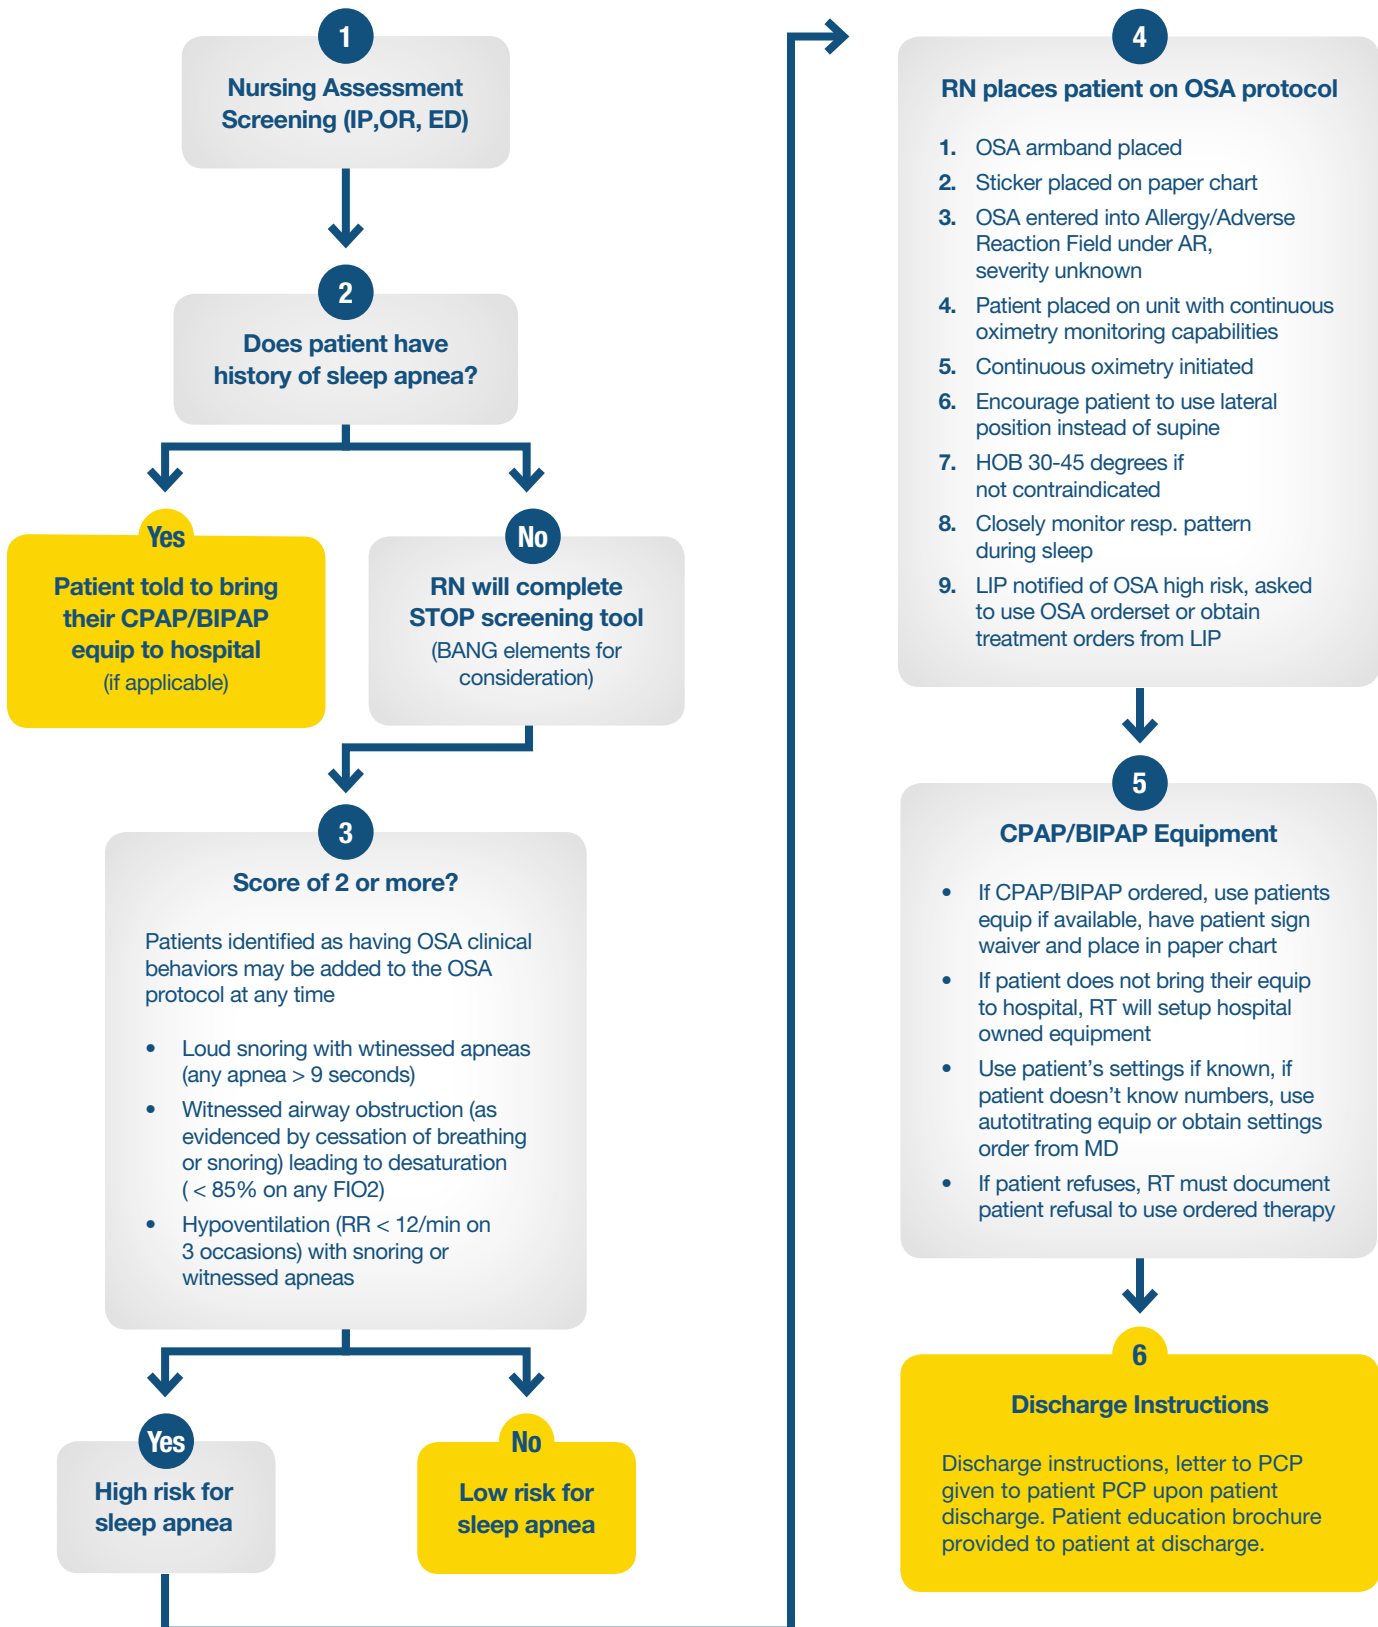 1
Nursing Assessment
Screening (IP,OR, ED)
2
Does patient have
history of sleep apnea?
Yes
Patient told to bring
their CPAP/BIPAP
equip to hospital
(if applicable)
No
RN will complete
STOP screening tool
(BANG elements for
consideration)
3
Score of 2 or more?
Patients identified as having OSA clinical
behaviors may be added to the OSA
protocol at any time
• Loud snoring with wtinessed apneas
(any apnea > 9 seconds)
• Witnessed airway obstruction (as
evidenced by cessation of breathing
or snoring) leading to desaturation
( < 85% on any FIO2)
• Hypoventilation (RR < 12/min on
3 occasions) with snoring or
witnessed apneas
Yes
High risk for
sleep apnea
No
Low risk for
sleep apnea
4
RN places patient on OSA protocol
1. OSA armband placed
2. Sticker placed on paper chart
3. OSA entered into Allergy/Adverse
Reaction Field under AR,
severity unknown
4. Patient placed on unit with continuous
oximetry monitoring capabilities
5. Continuous oximetry initiated
6. Encourage patient to use lateral
position instead of supine
7. HOB 30-45 degrees if
not contraindicated
8. Closely monitor resp. pattern
during sleep
9. LIP notified of OSA high risk, asked
to use OSA orderset or obtain
treatment orders from LIP
5
CPAP/BIPAP Equipment
• If CPAP/BIPAP ordered, use patients
equip if available, have patient sign
waiver and place in paper chart
• If patient does not bring their equip
to hospital, RT will setup hospital
owned equipment
• Use patient’s settings if known, if
patient doesn’t know numbers, use
autotitrating equip or obtain settings
order from MD
• If patient refuses, RT must document
patient refusal to use ordered therapy
6
Discharge Instructions
Discharge instructions, letter to PCP
given to patient PCP upon patient
discharge. Patient education brochure
provided to patient at discharge.